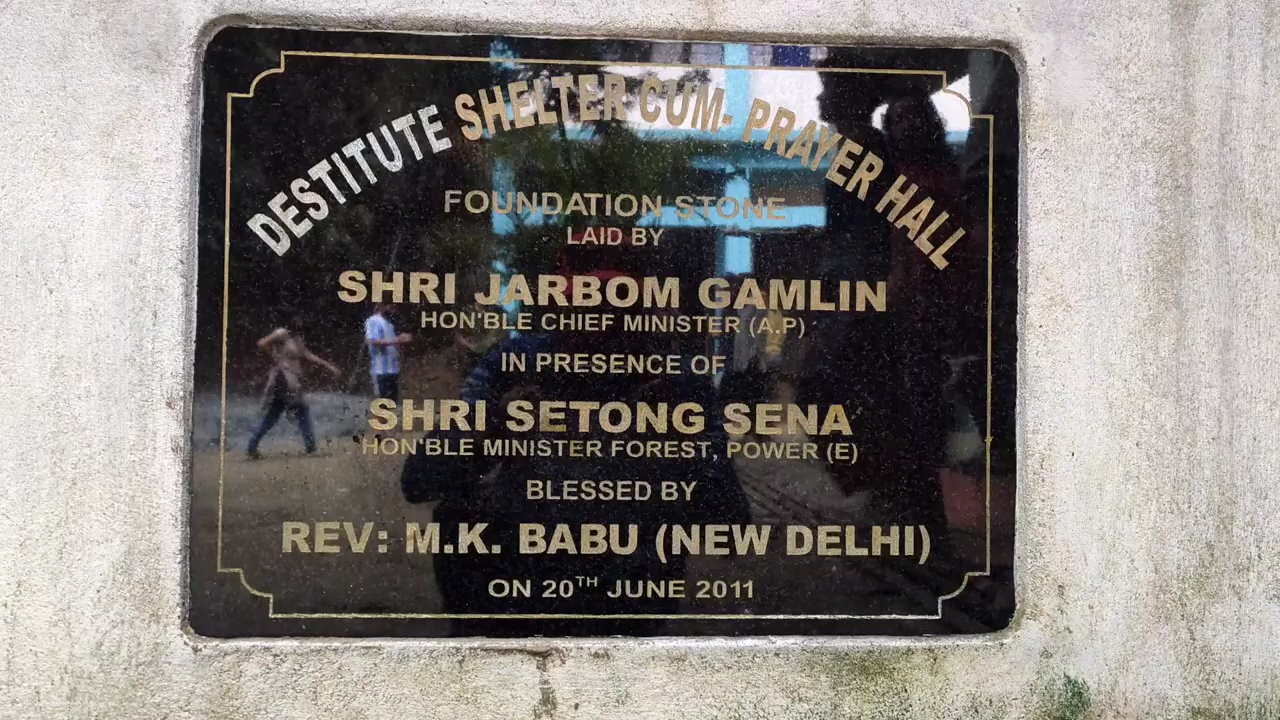 DESTITUTE SHELTER CUM- PRAYER HALL
FOUNDATION STONE
LAID BY
SHRI JARBOM GAMLIN
HON'BLE CHIEF MINISTER (A.P)
IN PRESENCE OF
SHRI SETONG SENA
HON'BLE MINISTER FOREST, POWER (E)
BLESSED BY
REV: M.K. BABU (NEW DELHI)
ON 20TH JUNE 2011